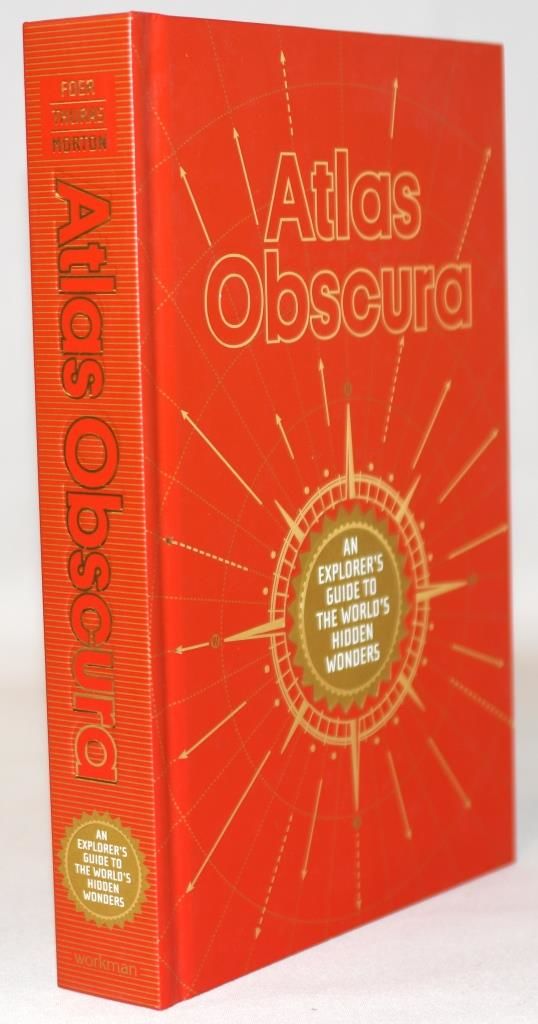 FOER
THURAS
MORTON
Atlas Obscura
AN
EXPLORER'S
GUIDE TO
THE WORLD'S
HIDDEN
WONDERS
workman
Atlas
Obscura
AN
EXPLORER'S
GUIDE TO
THE WORLD'S
HIDDEN
WONDERS